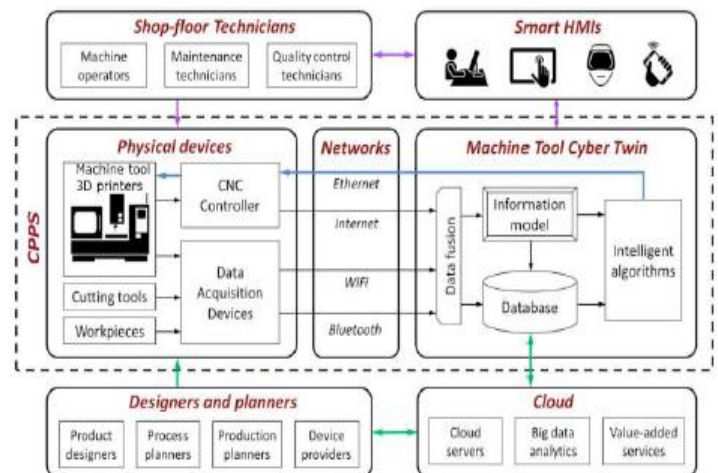 Shop-floor Technicians
Machine
operators
Maintenance
technicians
Quality control
technicians
Smart HMIs
CPPS
Physical devices
Machine tool
3D printers
CNC
Controller
Cutting tools
Workpieces
Data
Acquisition
Devices
Networks
Ethernet
Internet
WIFI
Bluetooth
Machine Tool Cyber Twin
Data fusion
Information
model
Database
Intelligent
algorithms
Designers and planners
Product
designers
Process
planners
Production
planners
Device
providers
Cloud
Cloud
servers
Big data
analytics
Value-added
services